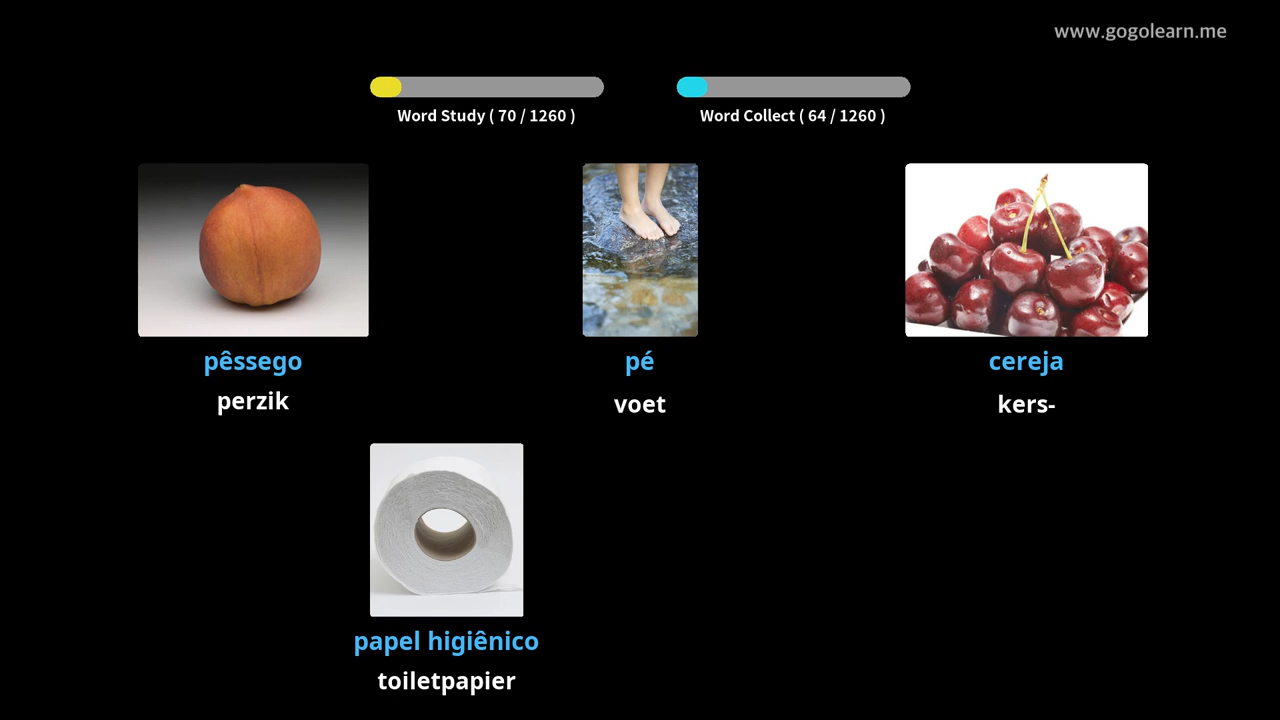 www.gogolearn.me
Word Study ( 70 / 1260 )
Word Collect ( 64 / 1260 )
pêssego
perzik
pé
voet
cereja
kers-
papel higiênico
toiletpapier